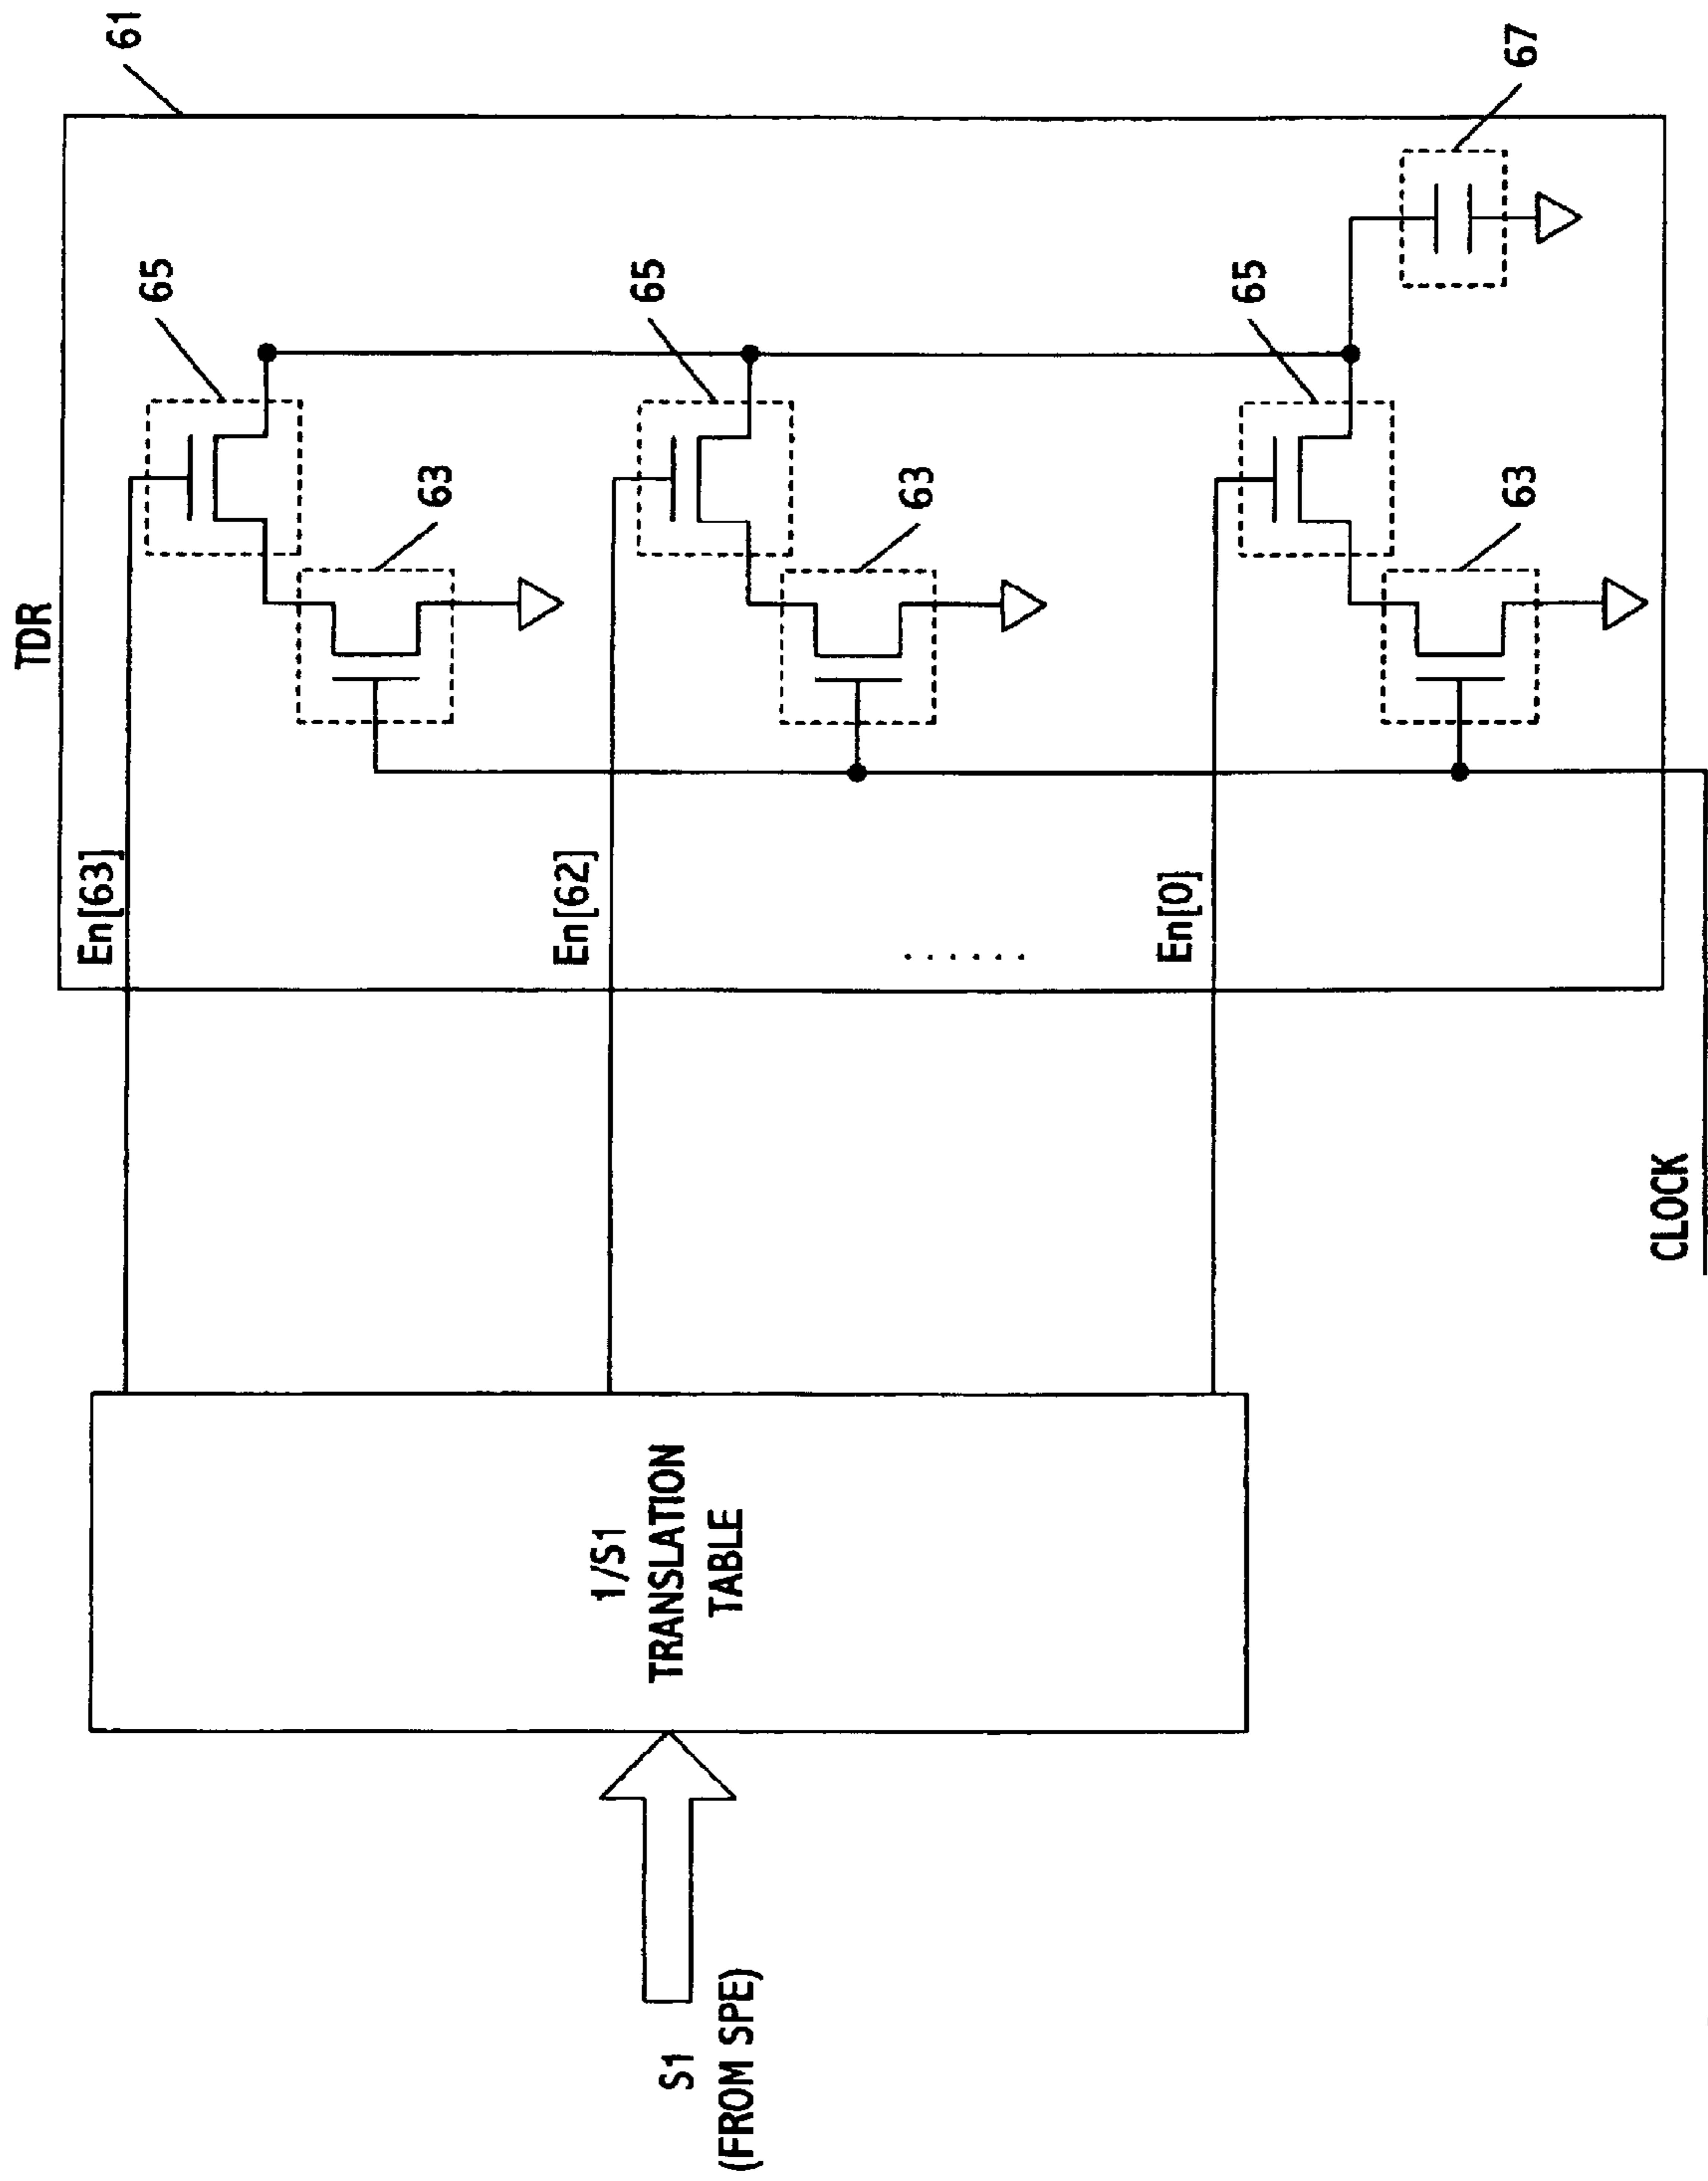 TDR
61
En[63]
65
63
En[62]
65
63
......
En[0]
65
63
67
1/S1
TRANSLATION
TABLE
S1
(FROM SPE)
CLOCK